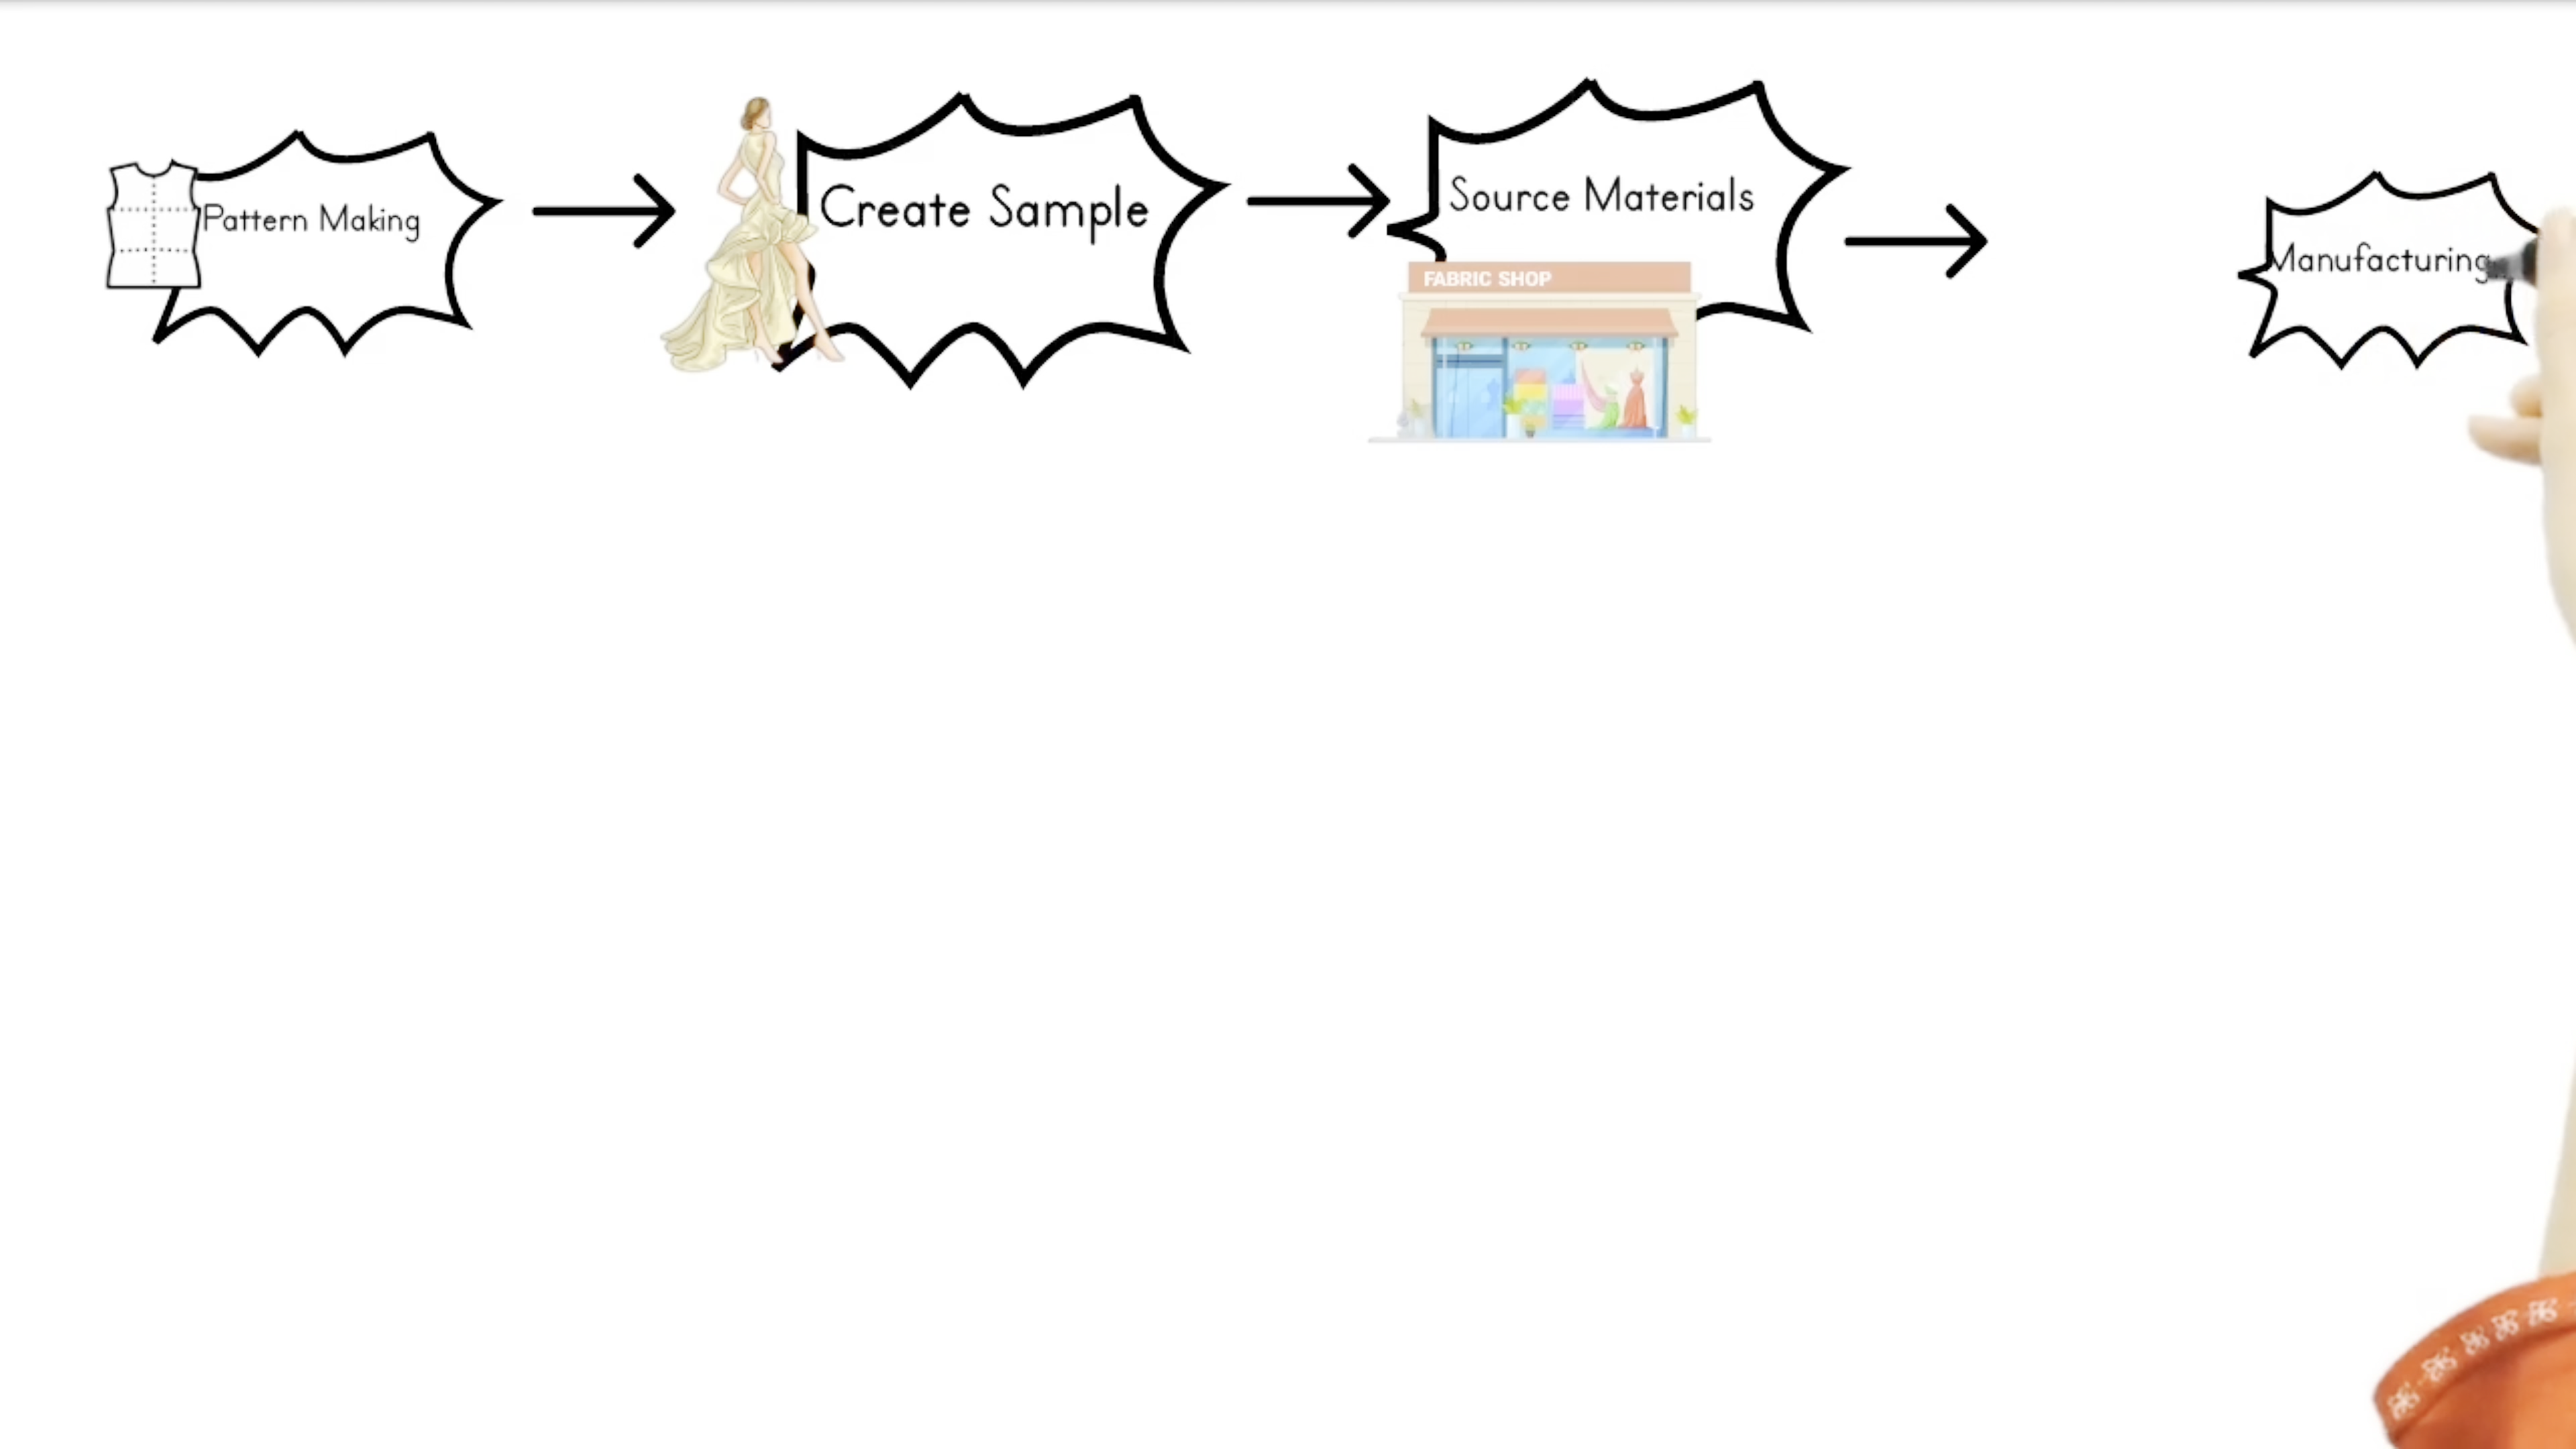 Pattern Making
Create Sample
Source Materials
FABRIC SHOP
Manufacturing